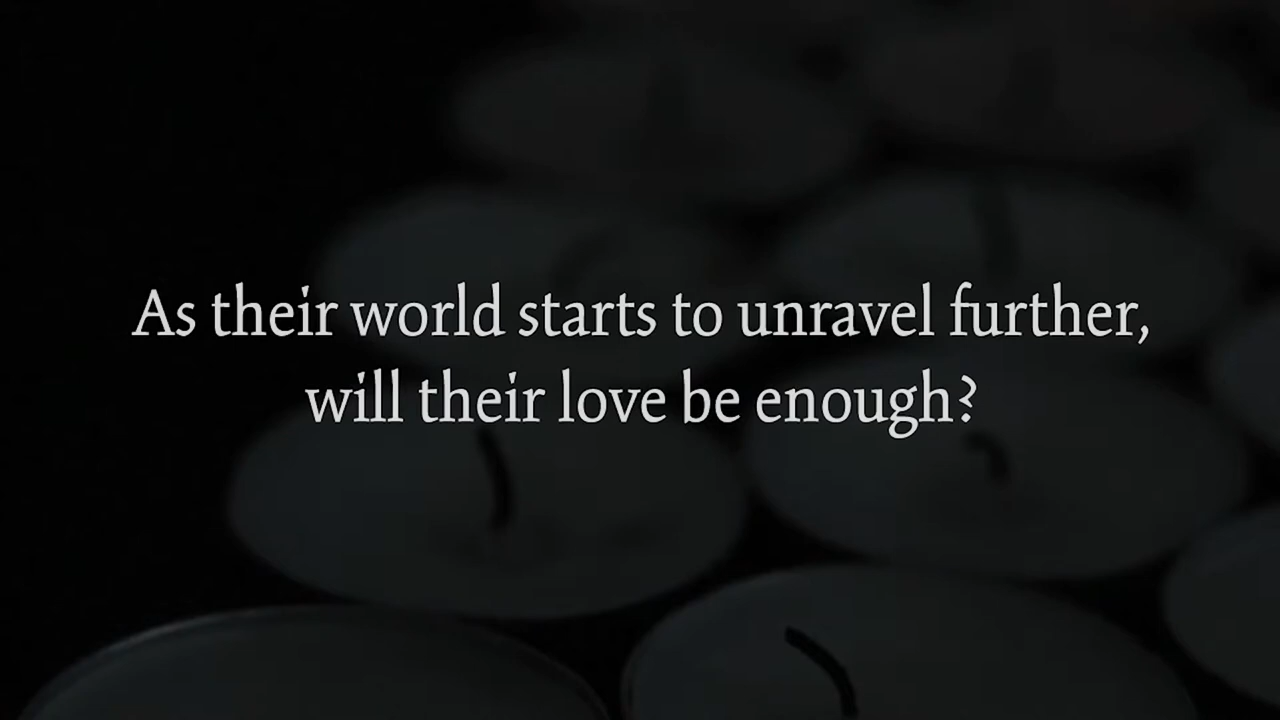 As their world starts to unravel further,
will their love be enough?